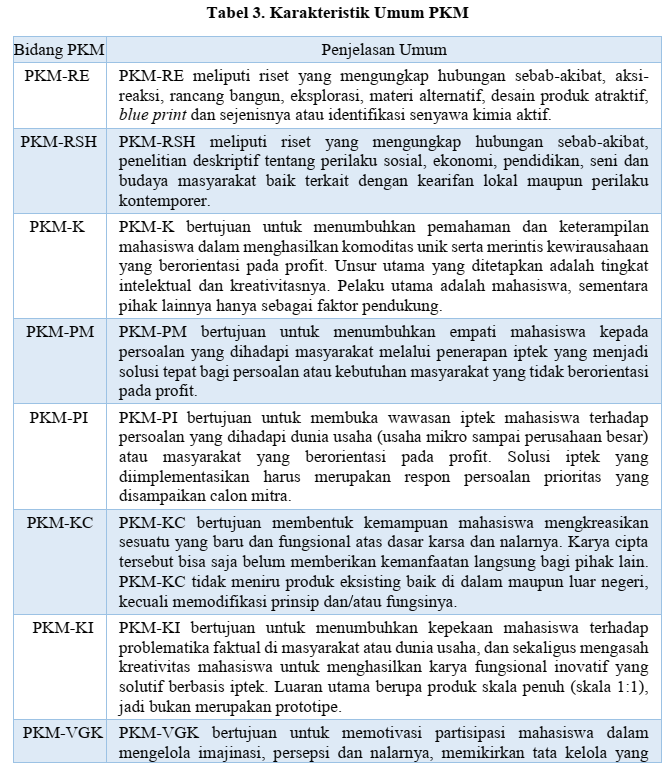 Tabel 3. Karakteristik Umum PKM
Bidang PKM Penjelasan Umum
PKM-RE PKM-RE meliputi riset yang mengungkap hubungan sebab-akibat, aksi-
reaksi, rancang bangun, eksplorasi, materi alternatif, desain produk atraktif,
blue print dan sejenisnya atau identifikasi senyawa kimia aktif.
PKM-RSH PKM-RSH meliputi riset yang mengungkap hubungan sebab-akibat,
penelitian deskriptif tentang perilaku sosial, ekonomi, pendidikan, seni dan
budaya masyarakat baik terkait dengan kearifan lokal maupun perilaku
kontemporer.
PKM-K PKM-K bertujuan untuk menumbuhkan pemahaman dan keterampilan
mahasiswa dalam menghasilkan komoditas unik serta merintis kewirausahaan
yang berorientasi pada profit. Unsur utama yang ditetapkan adalah tingkat
intelektual dan kreativitasnya. Pelaku utama adalah mahasiswa, sementara
pihak lainnya hanya sebagai faktor pendukung.
PKM-PM PKM-PM bertujuan untuk menumbuhkan empati mahasiswa kepada
persoalan yang dihadapi masyarakat melalui penerapan iptek yang menjadi
solusi tepat bagi persoalan atau kebutuhan masyarakat yang tidak berorientasi
pada profit.
PKM-PI PKM-PI bertujuan untuk membuka wawasan iptek mahasiswa terhadap
persoalan yang dihadapi dunia usaha (usaha mikro sampai perusahaan besar)
atau masyarakat yang berorientasi pada profit. Solusi iptek yang
diimplementasikan harus merupakan respon persoalan prioritas yang
disampaikan calon mitra.
PKM-KC PKM-KC bertujuan membentuk kemampuan mahasiswa mengkreasikan
sesuatu yang baru dan fungsional atas dasar karsa dan nalarnya. Karya cipta
tersebut bisa saja belum memberikan kemanfaatan langsung bagi pihak lain.
PKM-KC tidak meniru produk eksisting baik di dalam maupun luar negeri,
kecuali memodifikasi prinsip dan/atau fungsinya.
PKM-KI PKM-KI bertujuan untuk menumbuhkan kepekaan mahasiswa terhadap
problematika faktual di masyarakat atau dunia usaha, dan sekaligus mengasah
kreativitas mahasiswa untuk menghasilkan karya fungsional inovatif yang
solutif berbasis iptek. Luaran utama berupa produk skala penuh (skala 1:1),
jadi bukan merupakan prototipe.
PKM-VGK PKM-VGK bertujuan untuk memotivasi partisipasi mahasiswa dalam
mengelola imajinasi, persepsi dan nalarnya, memikirkan tata kelola yang